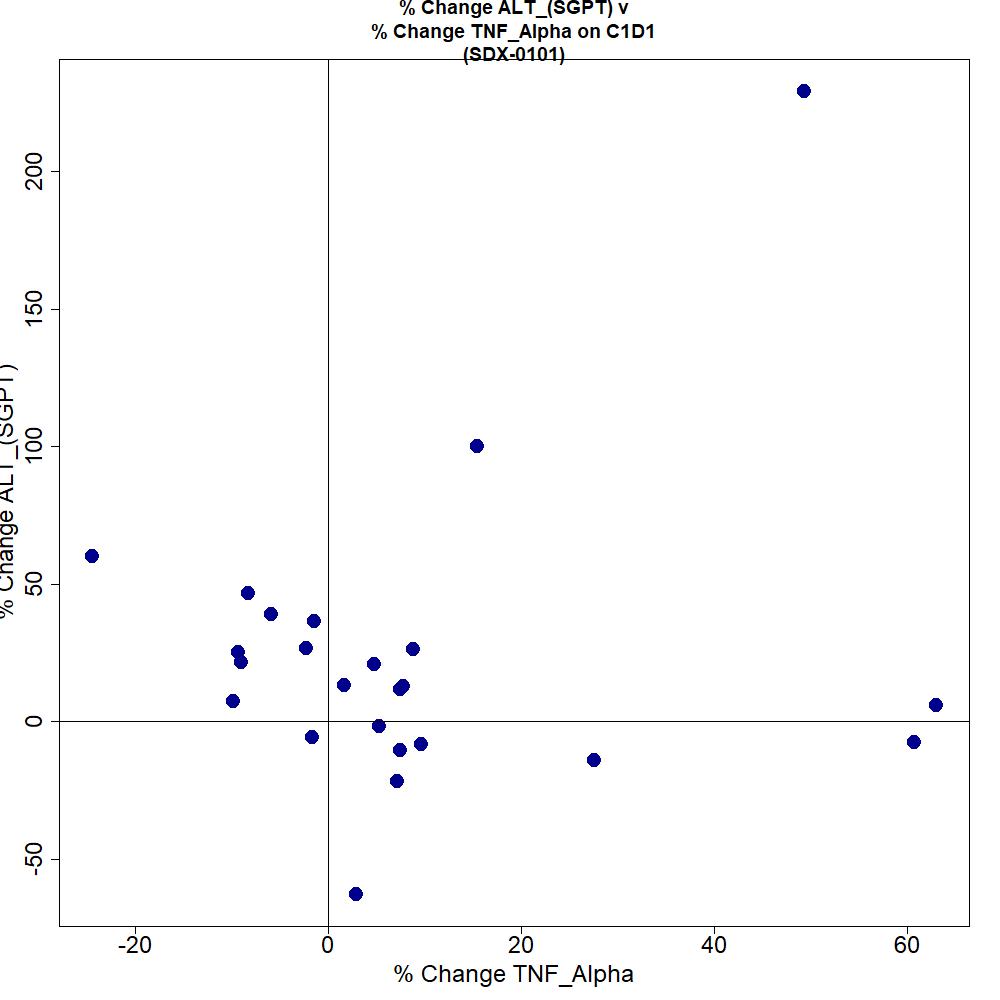 % Change ALT_(SGPT) v
% Change TNF_Alpha on C1D1
(SDX-0101)
% Change ALT_(SGPT)
200
150
100
50
0
-50
-20
0
20
40
60
% Change TNF_Alpha